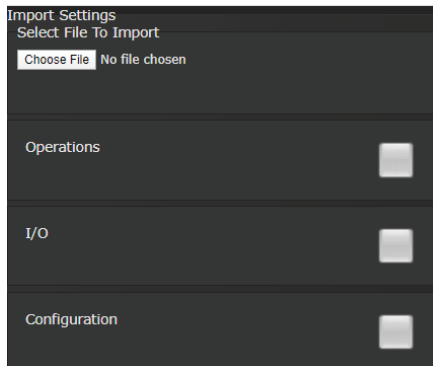 Import Settings
Select File To Import
Choose File No file chosen
Operations
I/O
Configuration